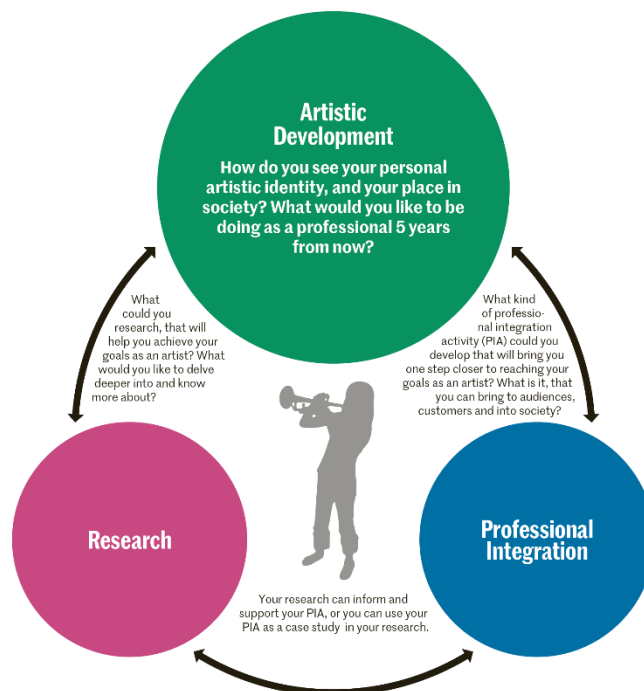 Artistic
Development
How do you see your personal
artistic identity, and your place in
society? What would you like to be
doing as a professional 5 years
from now?
What
could you
research, that will
help you achieve your
goals as an artist? What
would you like to delve
deeper into and know
more about?
What kind
of professio-
nal integration
activity (PIA) could you
develop that will bring you
one step closer to reaching your
goals as an artist? What is it, that
you can bring to audiences,
customers and into society?
Research
Professional
Integration
Your research can inform and
support your PIA, or you can use your
PIA as a case study in your research.